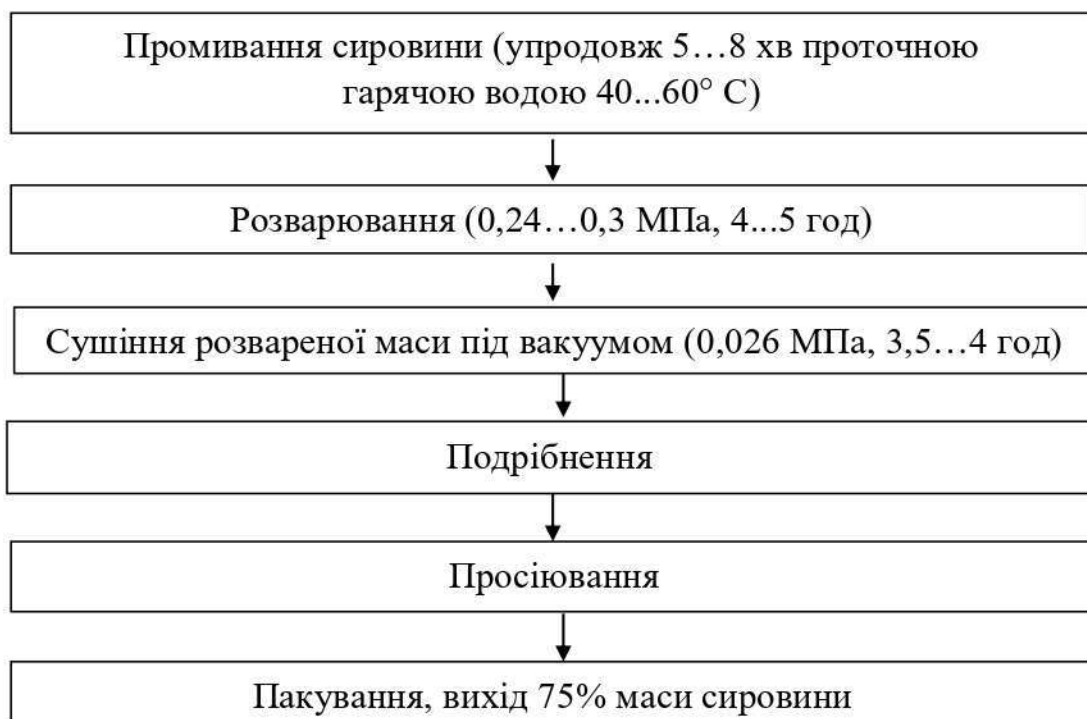 Промивання сировини (упродовж 5…8 хв проточною
гарячою водою 40...60° С)
Розварювання (0,24…0,3 МПа, 4...5 год)
Сушіння розвареної маси під вакуумом (0,026 МПа, 3,5…4 год)
Подрібнення
Просіювання
Пакування, вихід 75% маси сировини